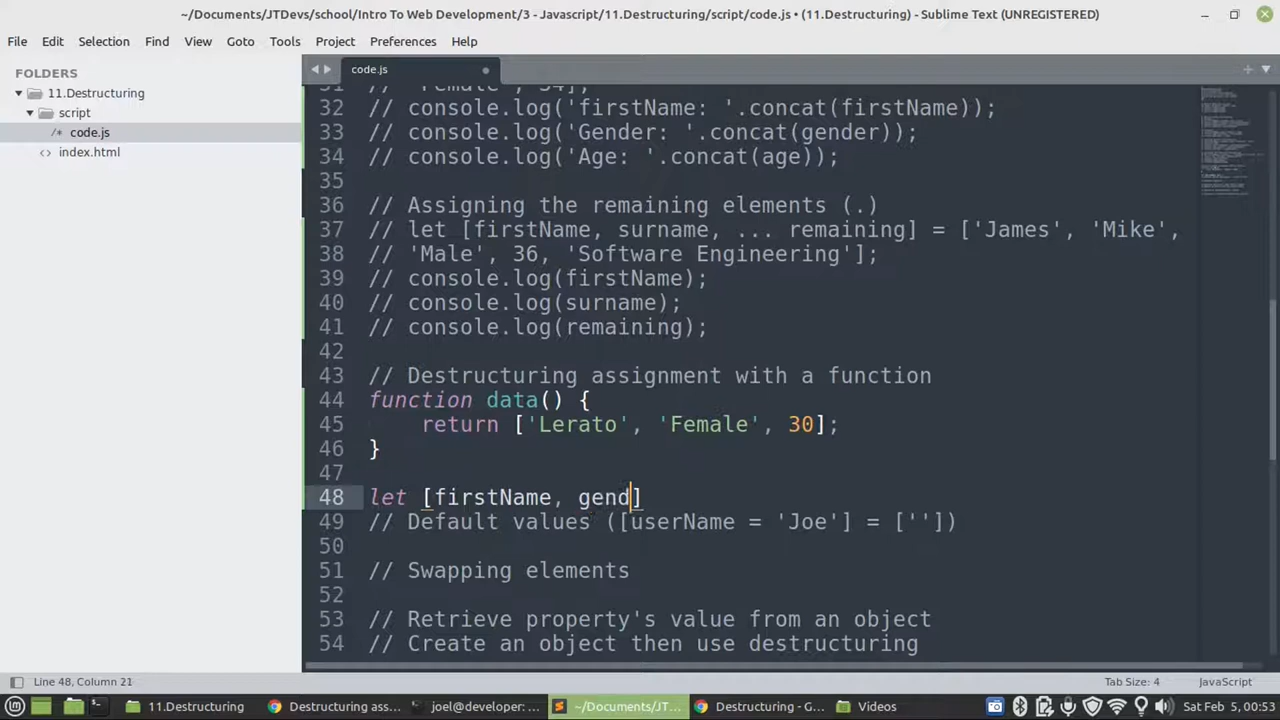 ~/Documents/JTDevs/school/Intro To Web Development/3 - Javascript/11.Destructuring/script/code.js • (11.Destructuring) - Sublime Text (UNREGISTERED)
File Edit Selection Find View Goto Tools Project Preferences Help
FOLDERS
11.Destructuring
script
/* code.js
<> index.html
code.js
31 // 'Female', 34];
32 // console.log('firstName: '.concat(firstName));
33 // console.log('Gender: '.concat(gender));
34 // console.log('Age: '.concat(age));
35
36 // Assigning the remaining elements (.)
37 // let [firstName, surname, ... remaining] = ['James', 'Mike',
38 // 'Male', 36, 'Software Engineering'];
39 // console.log(firstName);
40 // console.log(surname);
41 // console.log(remaining);
42
43 // Destructuring assignment with a function
44 function data() {
45 return ['Lerato', 'Female', 30];
46 }
47
48 let [firstName, gend]
49 // Default values ([userName = 'Joe'] = [''])
50
51 // Swapping elements
52
53 // Retrieve property's value from an object
54 // Create an object then use destructuring
Line 48, Column 21 Tab Size: 4 JavaScript
11.Destructuring Destructuring ass... joel@developer: ... ~/Documents/JT... Destructuring - G... Videos Sat Feb 5, 00:53